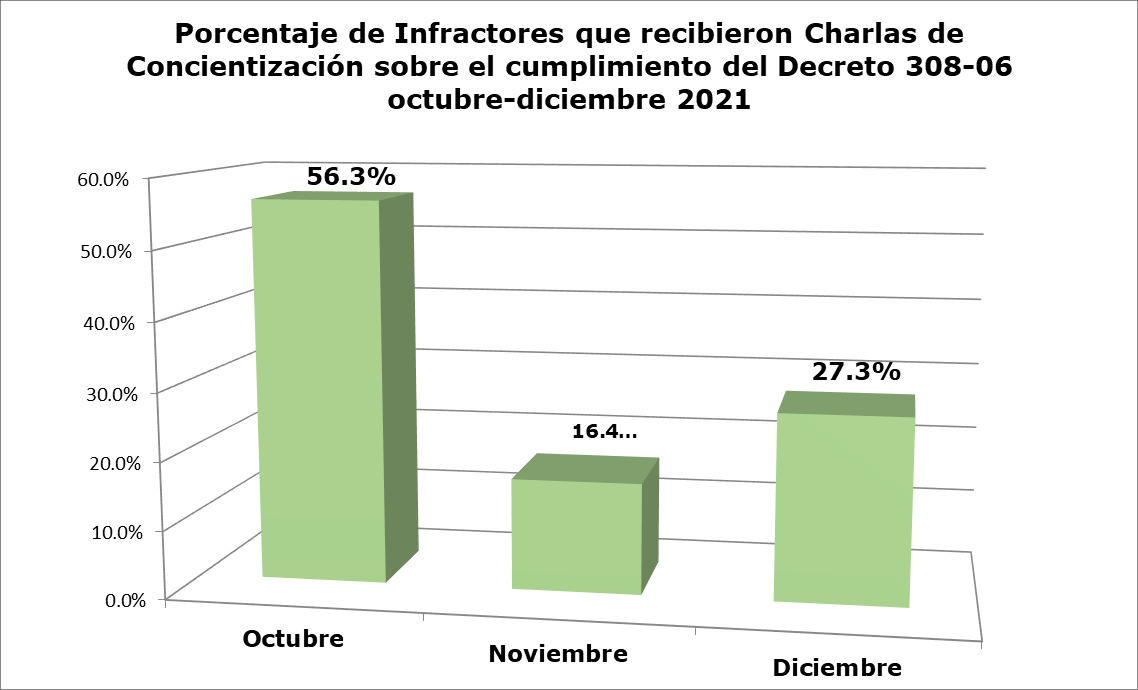 Porcentaje de Infractores que recibieron Charlas de
Concientización sobre el cumplimiento del Decreto 308-06
octubre-diciembre 2021
60.0%
50.0%
40.0%
30.0%
20.0%
10.0%
0.0%
56.3%
16.4...
27.3%
Octubre
Noviembre
Diciembre